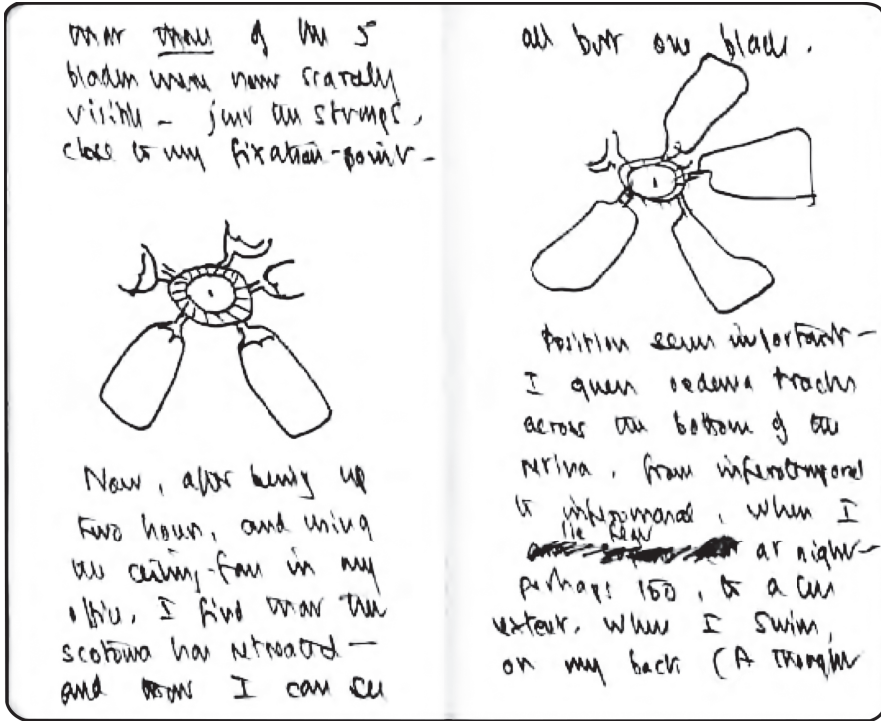 that three of the 5
blades were now scarcely
visible – just the stumps,
close to my fixation-point –
Now, after being up
two hours, and using
the ceiling-fan in my
office, I find that the
scotoma has retreated —
and now I can see
all but one blade.
Position seems important –
I guess oedema tracks
across the bottom of the
retina, from inferotemporal
to inferonasal, when I
lie
at night –
perhaps too, to a less
extent, when I swim,
on my back (A thought